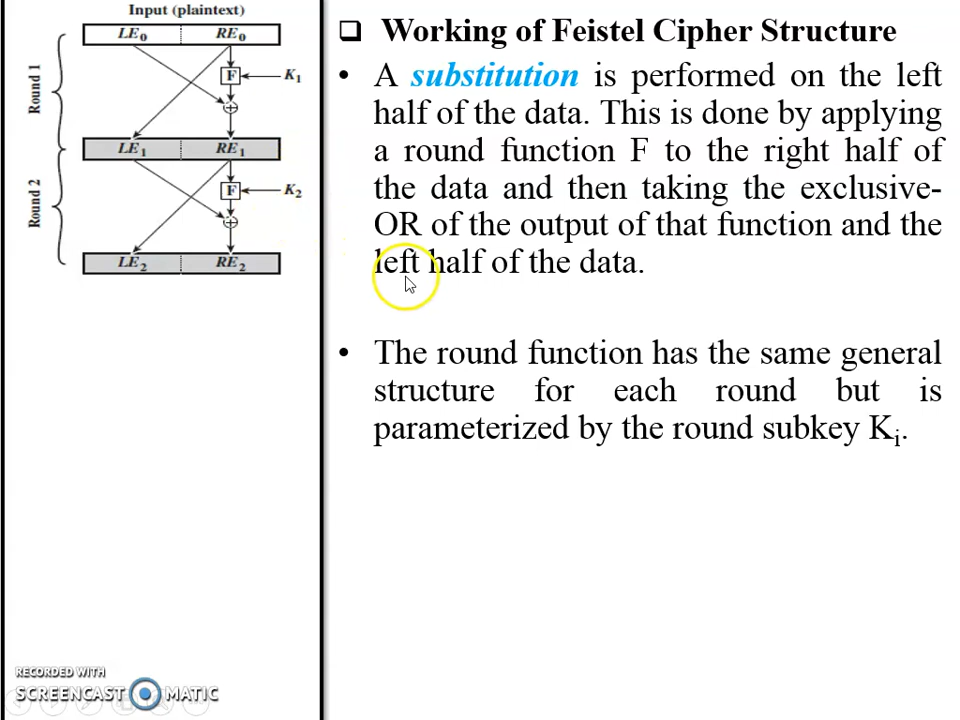 Input (plaintext)
LE0 RE0
F K1
Round 1
LE1 RE1
F K2
Round 2
LE2 RE2
❑ Working of Feistel Cipher Structure
• A substitution is performed on the left
half of the data. This is done by applying
a round function F to the right half of
the data and then taking the exclusive-
OR of the output of that function and the
left half of the data.
• The round function has the same general
structure for each round but is
parameterized by the round subkey Ki.
RECORDED WITH
SCREENCAST MATIC